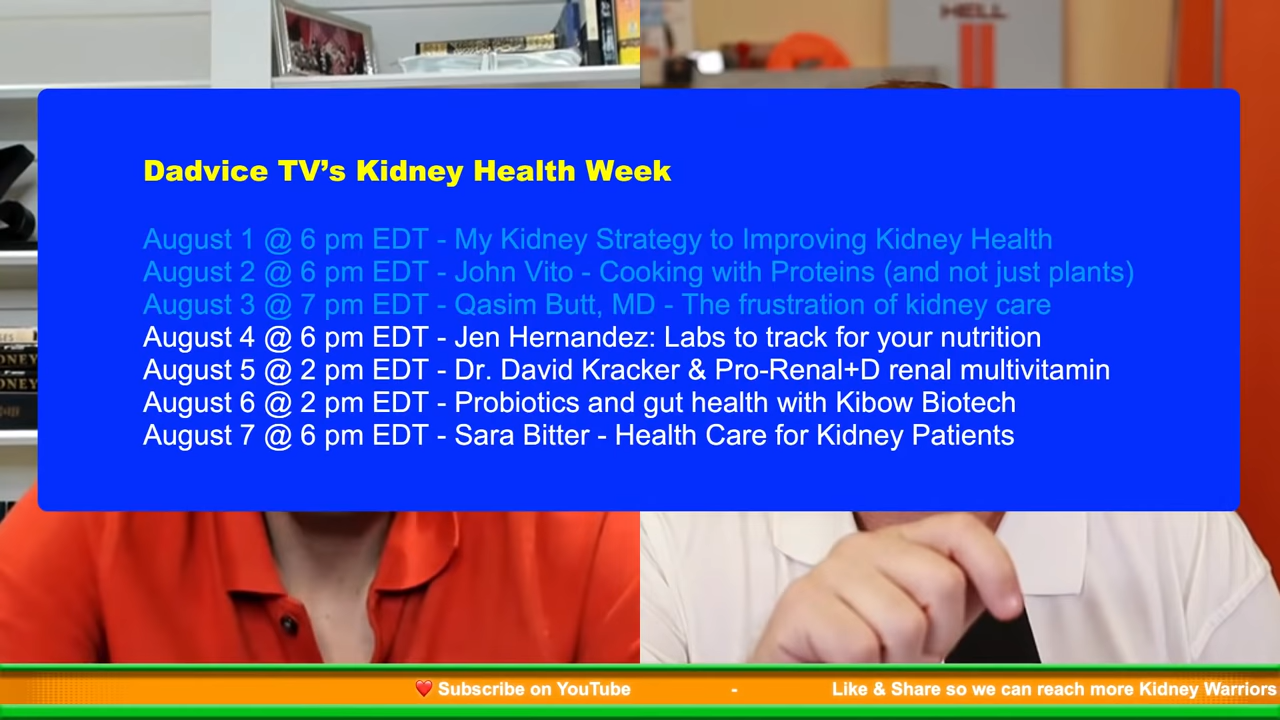 HELL
Dadvice TV’s Kidney Health Week
August 1 @ 6 pm EDT - My Kidney Strategy to Improving Kidney Health
August 2 @ 6 pm EDT - John Vito - Cooking with Proteins (and not just plants)
August 3 @ 7 pm EDT - Qasim Butt, MD - The frustration of kidney care
August 4 @ 6 pm EDT - Jen Hernandez: Labs to track for your nutrition
August 5 @ 2 pm EDT - Dr. David Kracker & Pro-Renal+D renal multivitamin
August 6 @ 2 pm EDT - Probiotics and gut health with Kibow Biotech
August 7 @ 6 pm EDT - Sara Bitter - Health Care for Kidney Patients
❤️ Subscribe on YouTube - Like & Share so we can reach more Kidney Warriors